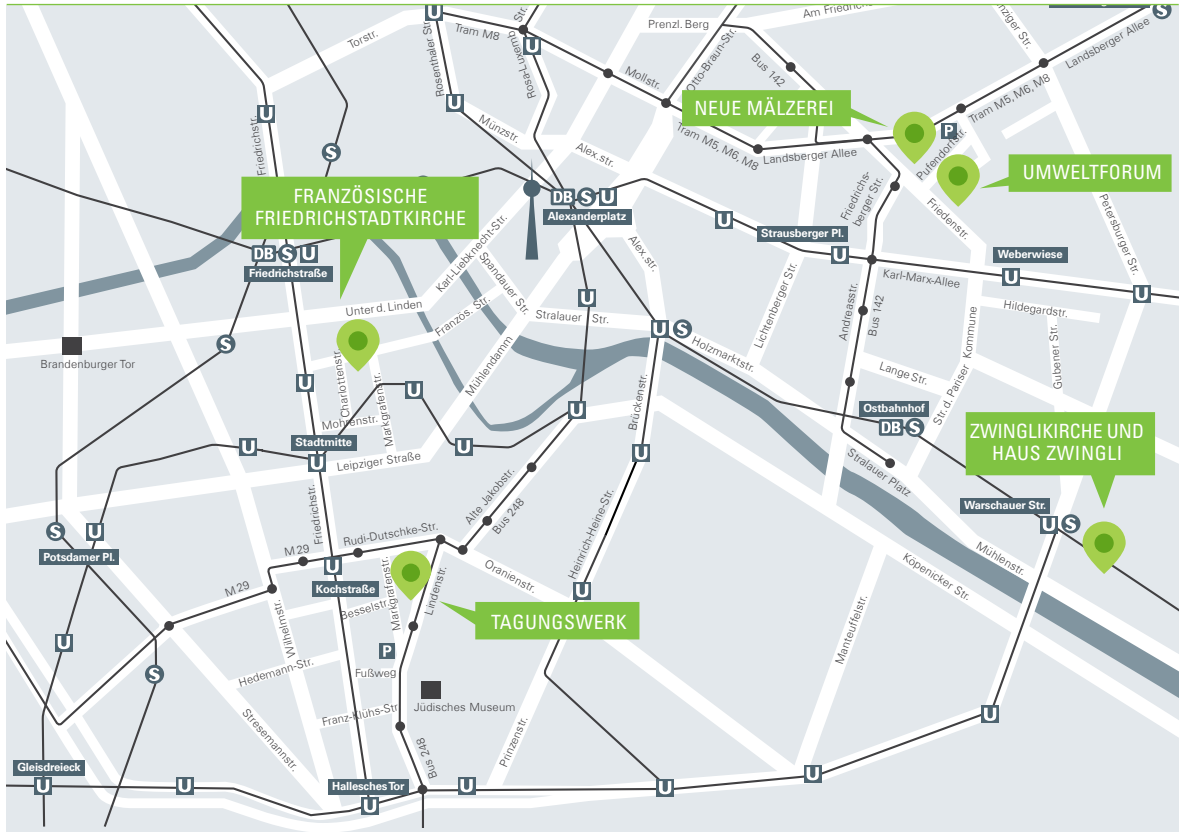 Prenzl. Berg
Am Friedrich
Torstr.
Rosenthaler Str.
Tram M8
Rosa-Luxemb. Str.
Otto-Braun-Str.
Bus 142
Landsberger Allee
Mollstr.
NEUE MÄLZEREI
Tram M5, M6, M8
P
Friedrichstr.
Münzstr.
Alex.str.
Tram M5, M6, M8
Landsberger Allee
Pufendorfstr.
UMWELTFORUM
FRANZÖSISCHE
FRIEDRICHSTADTKIRCHE
DB S U
Alexanderplatz
Friedrichs-
berger Str.
Friedenstr.
Petersburger Str.
Strausberger Pl.
Weberwiese
DB S U
Friedrichstraße
Karl-Liebknecht-Str.
Spandauer Str.
Alex.str.
Karl-Marx-Allee
Unter d. Linden
Französ. Str.
Stralauer Str.
Lichtenberger Str.
Andreasstr.
Bus 142
Hildegardstr.
Brandenburger Tor
Mühlendamm
Holzmarktstr.
Lange Str.
Str. d. Pariser Kommune
Gubener Str.
Charlottenstr.
Markgrafenstr.
Mohrenstr.
Brückenstr.
Ostbahnhof
DB S
ZWINGLIKIRCHE UND
HAUS ZWINGLI
Stadtmitte
Leipziger Straße
Stralauer Platz
Friedrichstr.
Alte Jakobstr.
Bus 248
Heinrich-Heine-Str.
Warschauer Str.
U S
Potsdamer Pl.
M 29
Rudi-Dutschke-Str.
Oranienstr.
Köpenicker Str.
Mühlenstr.
M 29
Kochstraße
Wilhelmstr.
Besselstr.
Markgrafenstr.
Lindenstr.
TAGUNGSWERK
Manteuffelstr.
Hedemann-Str.
P
Fußweg
Jüdisches Museum
Stresemannstr.
Franz-Klühs-Str.
Bus 248
Prinzenstr.
Gleisdreieck
Hallesches Tor